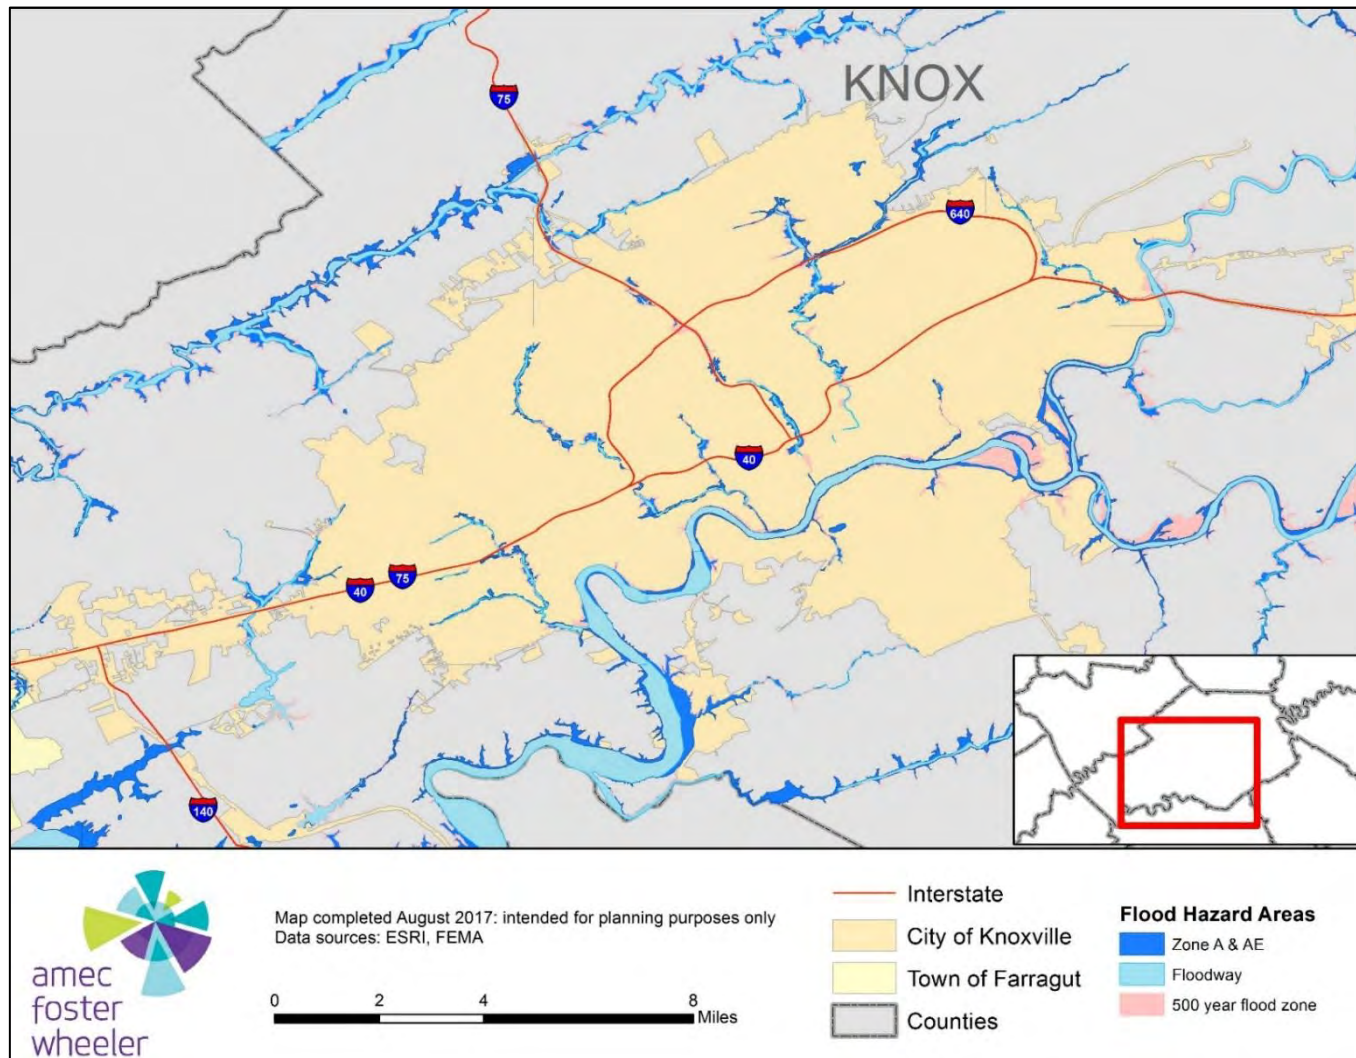 KNOX
75
640
40
75
40
140
amec
foster
wheeler
Map completed August 2017: intended for planning purposes only
Data sources: ESRI, FEMA
0 2 4 8
Miles
Interstate
City of Knoxville
Town of Farragut
Counties
Flood Hazard Areas
Zone A & AE
Floodway
500 year flood zone